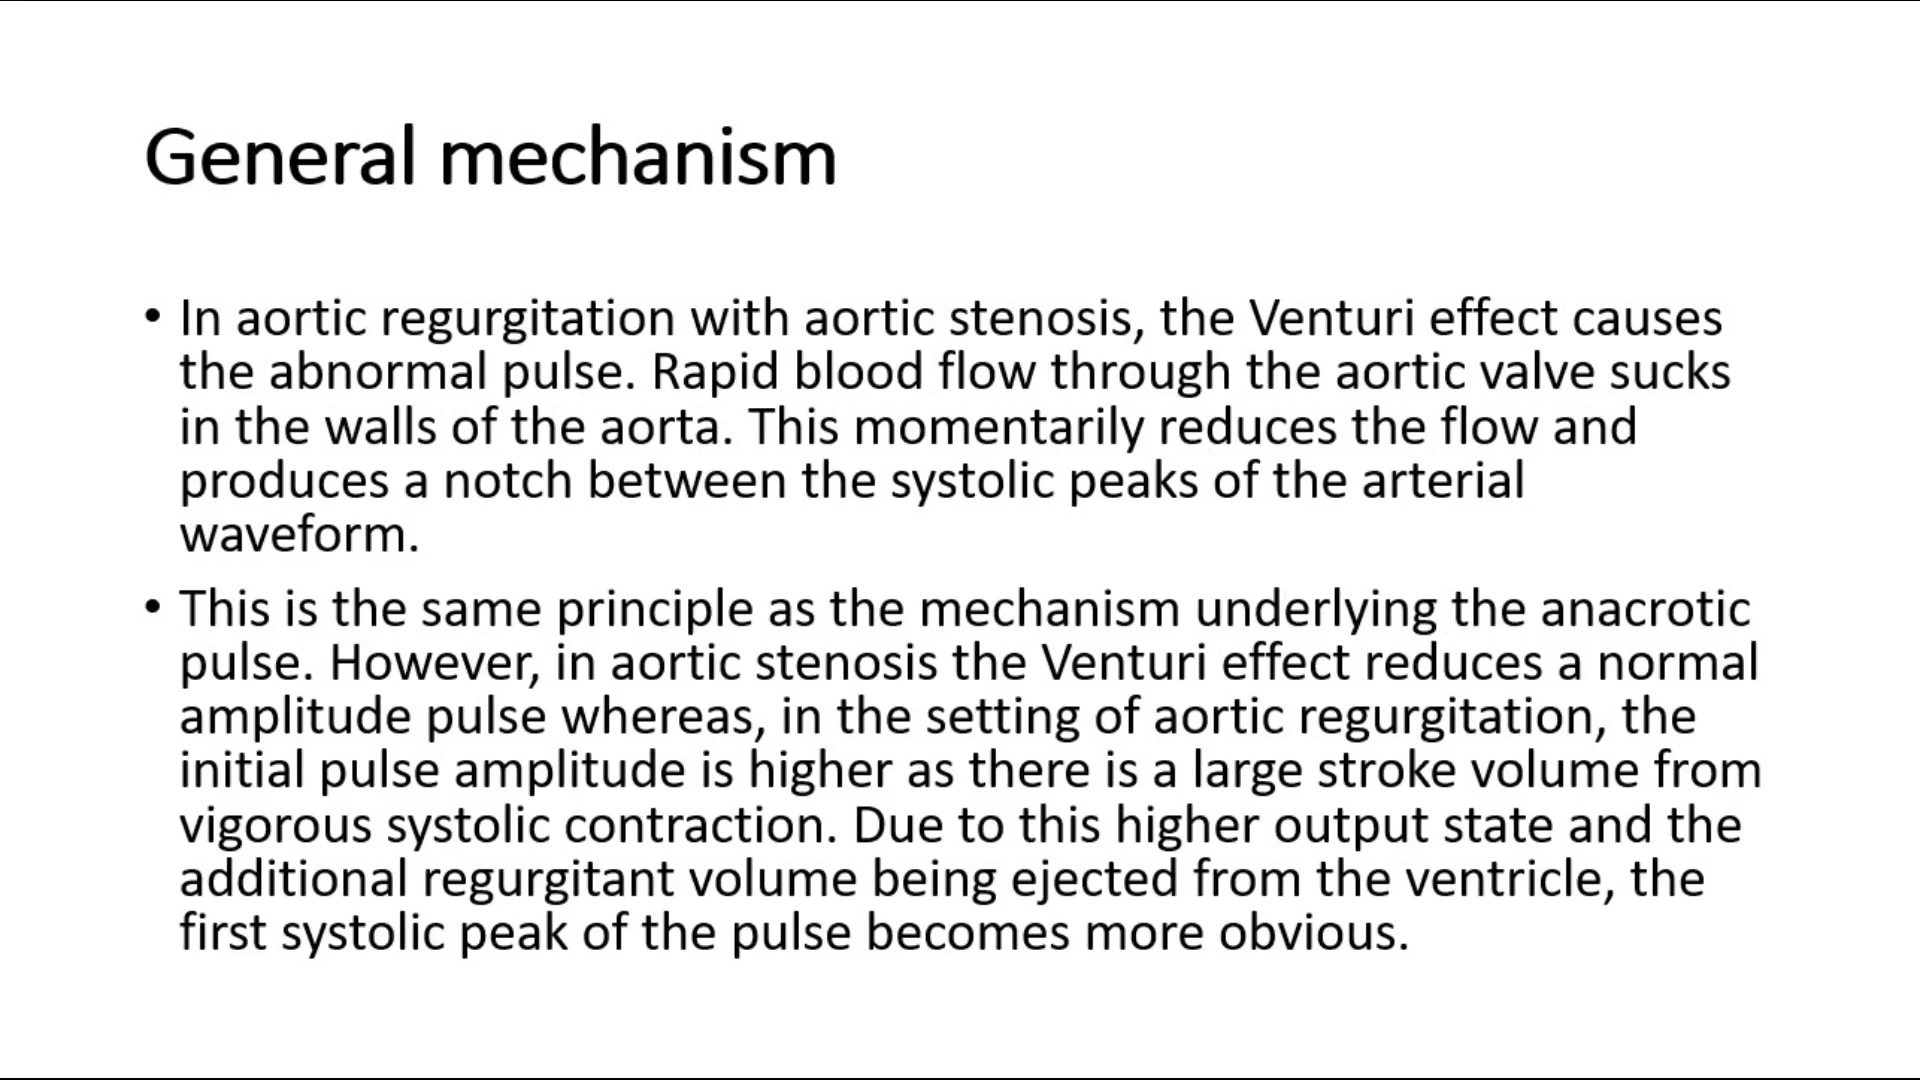 General mechanism
• In aortic regurgitation with aortic stenosis, the Venturi effect causes
the abnormal pulse. Rapid blood flow through the aortic valve sucks
in the walls of the aorta. This momentarily reduces the flow and
produces a notch between the systolic peaks of the arterial
waveform.
• This is the same principle as the mechanism underlying the anacrotic
pulse. However, in aortic stenosis the Venturi effect reduces a normal
amplitude pulse whereas, in the setting of aortic regurgitation, the
initial pulse amplitude is higher as there is a large stroke volume from
vigorous systolic contraction. Due to this higher output state and the
additional regurgitant volume being ejected from the ventricle, the
first systolic peak of the pulse becomes more obvious.